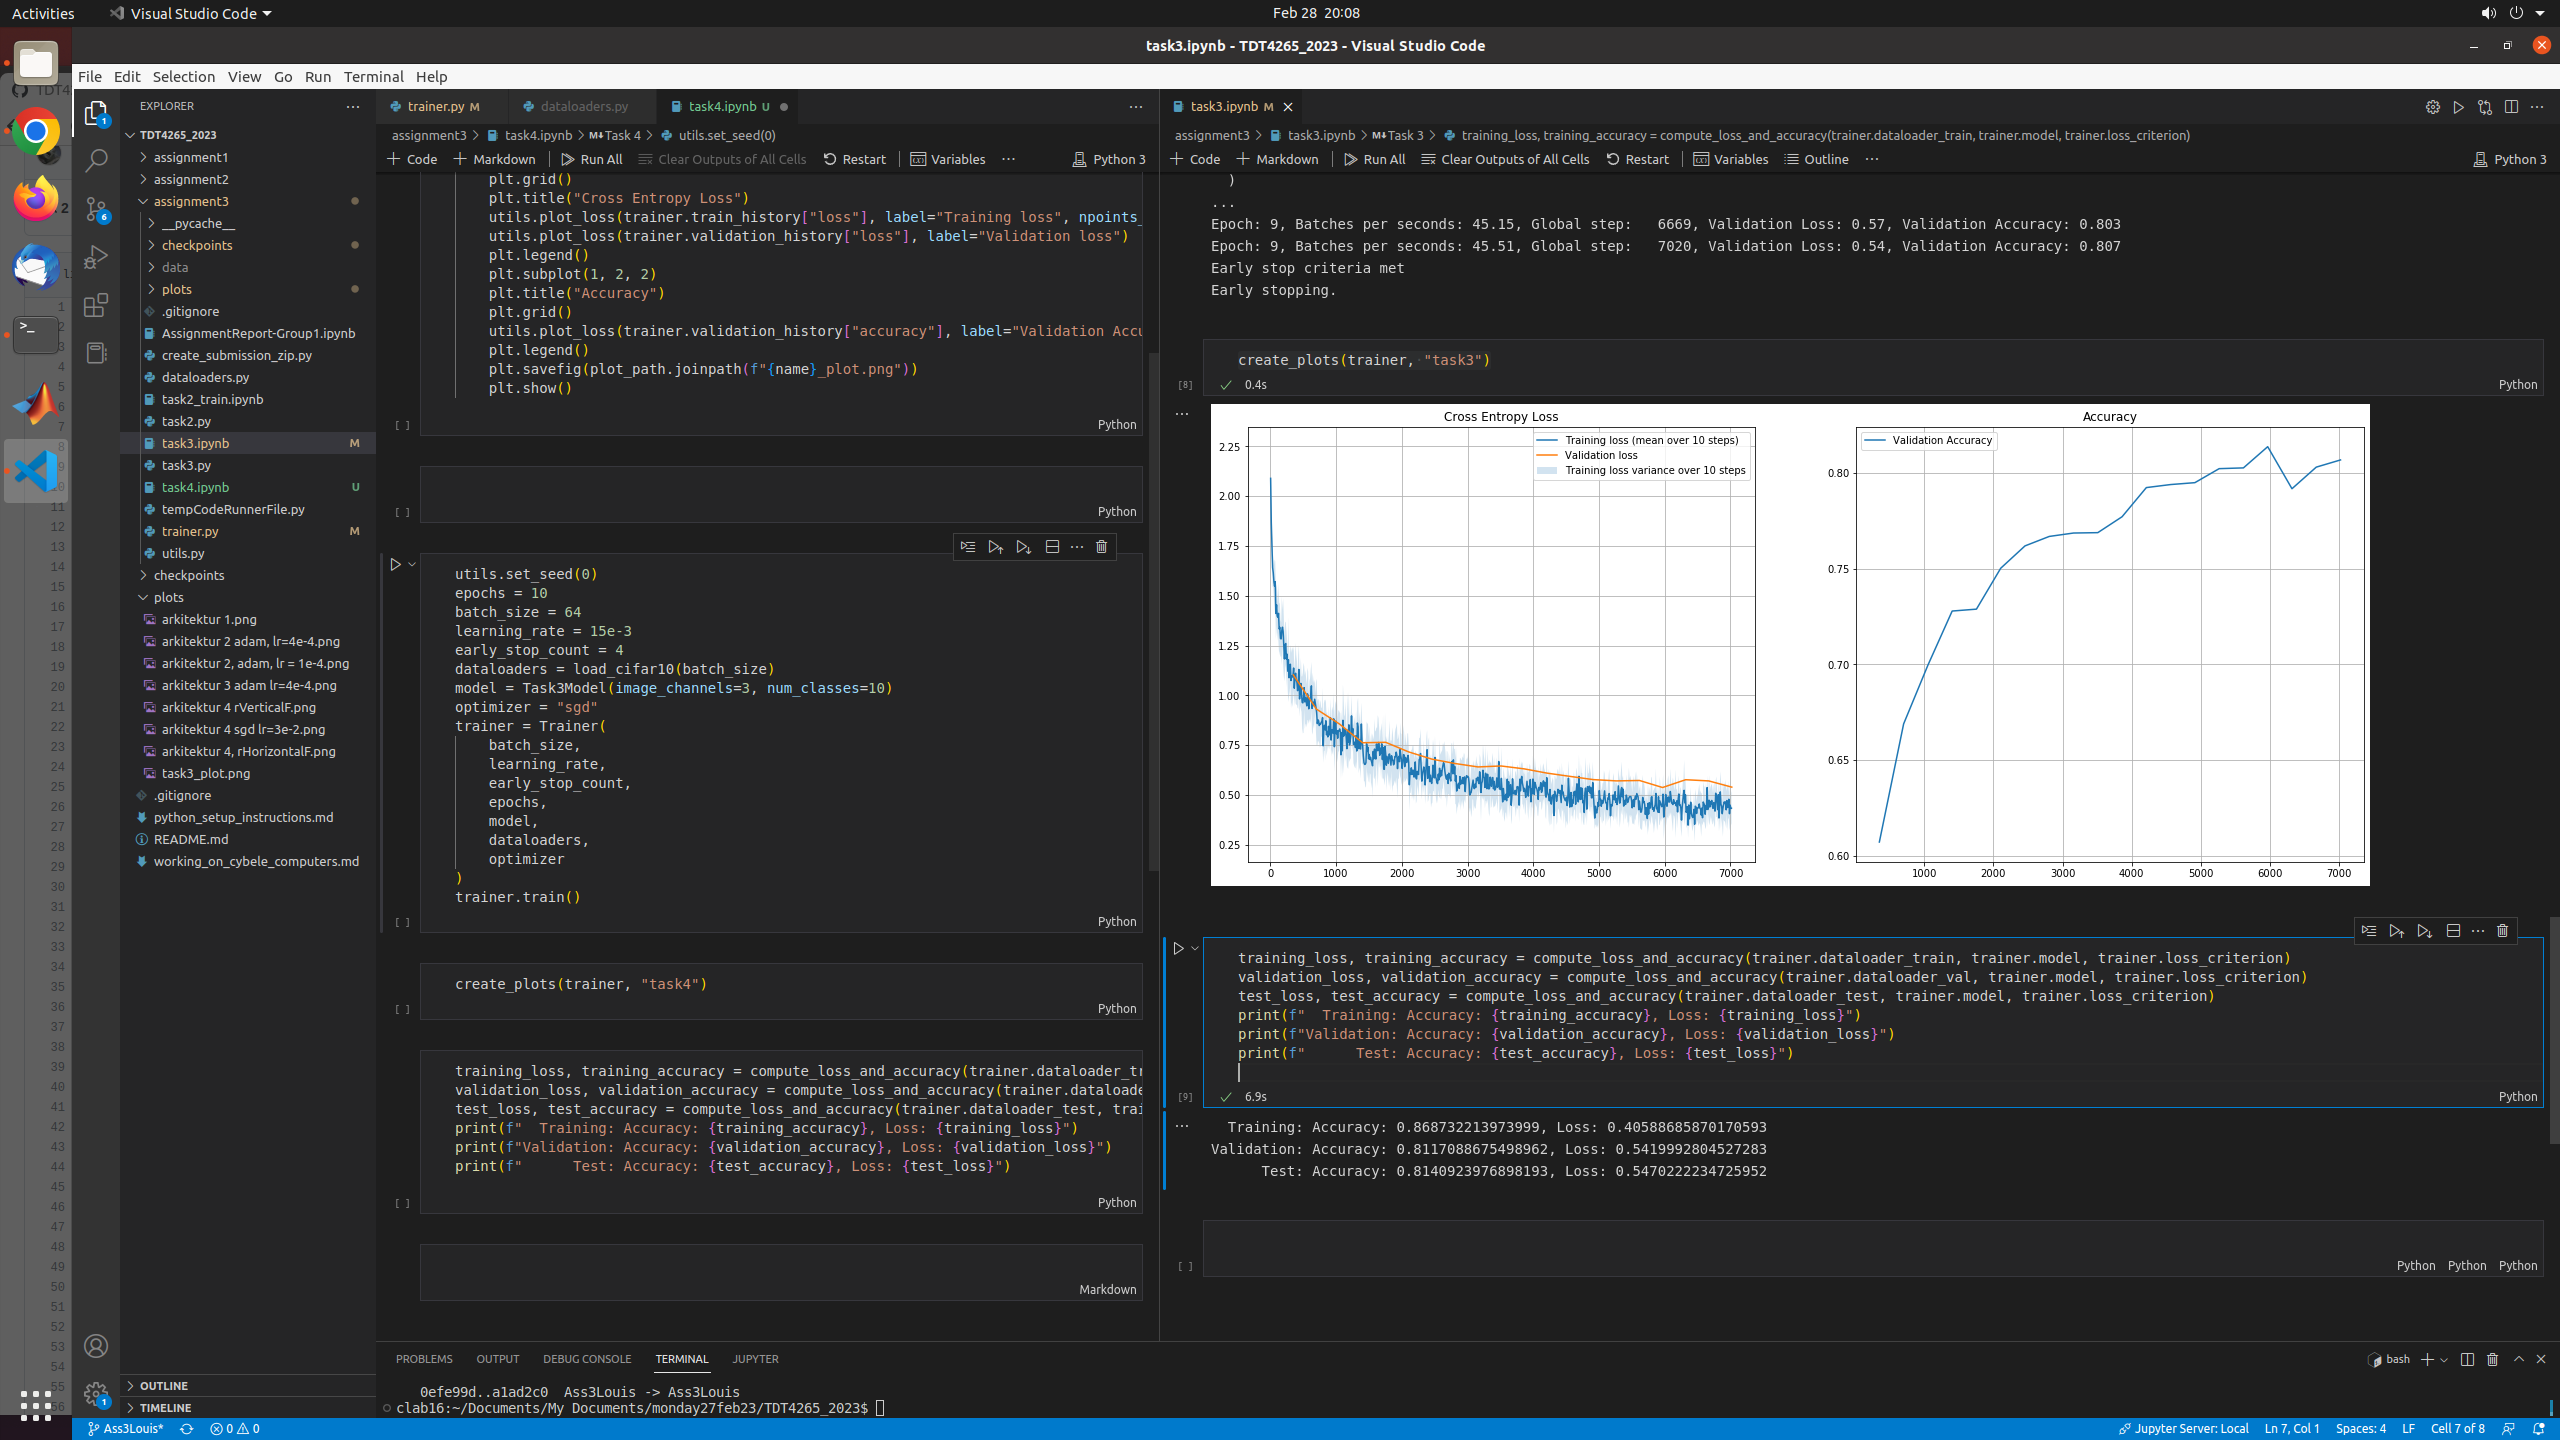 Activities
Visual Studio Code
Feb 28 20:08
task3.ipynb - TDT4265_2023 - Visual Studio Code
File Edit Selection View Go Run Terminal Help
EXPLORER
TDT4265_2023
assignment1
assignment2
assignment3
__pycache__
checkpoints
data
plots
.gitignore
AssignmentReport-Group1.ipynb
create_submission_zip.py
dataloaders.py
task2_train.ipynb
task2.py
task3.ipynb M
task3.py
task4.ipynb U
tempCodeRunnerFile.py
trainer.py M
utils.py
checkpoints
plots
arkitektur 1.png
arkitektur 2 adam, lr=4e-4.png
arkitektur 2, adam, lr = 1e-4.png
arkitektur 3 adam lr=4e-4.png
arkitektur 4 rVerticalF.png
arkitektur 4 sgd lr=3e-2.png
arkitektur 4, rHorizontalF.png
task3_plot.png
.gitignore
python_setup_instructions.md
README.md
working_on_cybele_computers.md
OUTLINE
TIMELINE
trainer.py M
dataloaders.py
task4.ipynb U
assignment3 > task4.ipynb > Task 4 > utils.set_seed(0)
+ Code + Markdown Run All Clear Outputs of All Cells Restart Variables ... Python 3
plt.grid()
plt.title("Cross Entropy Loss")
utils.plot_loss(trainer.train_history["loss"], label="Training loss", npoints_
utils.plot_loss(trainer.validation_history["loss"], label="Validation loss")
plt.legend()
plt.subplot(1, 2, 2)
plt.title("Accuracy")
plt.grid()
utils.plot_loss(trainer.validation_history["accuracy"], label="Validation Accu
plt.legend()
plt.savefig(plot_path.joinpath(f"{name}_plot.png"))
plt.show()
[ ] Python
[ ] Python
utils.set_seed(0)
epochs = 10
batch_size = 64
learning_rate = 15e-3
early_stop_count = 4
dataloaders = load_cifar10(batch_size)
model = Task3Model(image_channels=3, num_classes=10)
optimizer = "sgd"
trainer = Trainer(
batch_size,
learning_rate,
early_stop_count,
epochs,
model,
dataloaders,
optimizer
)
trainer.train()
[ ] Python
create_plots(trainer, "task4")
[ ] Python
training_loss, training_accuracy = compute_loss_and_accuracy(trainer.dataloader_tr
validation_loss, validation_accuracy = compute_loss_and_accuracy(trainer.dataloade
test_loss, test_accuracy = compute_loss_and_accuracy(trainer.dataloader_test, trai
print(f"  Training: Accuracy: {training_accuracy}, Loss: {training_loss}")
print(f"Validation: Accuracy: {validation_accuracy}, Loss: {validation_loss}")
print(f"      Test: Accuracy: {test_accuracy}, Loss: {test_loss}")
[ ] Python
Markdown
task3.ipynb M
assignment3 > task3.ipynb > Task 3 > training_loss, training_accuracy = compute_loss_and_accuracy(trainer.dataloader_train, trainer.model, trainer.loss_criterion)
+ Code + Markdown Run All Clear Outputs of All Cells Restart Variables Outline ... Python 3
)
...
Epoch: 9, Batches per seconds: 45.15, Global step:   6669, Validation Loss: 0.57, Validation Accuracy: 0.803
Epoch: 9, Batches per seconds: 45.51, Global step:   7020, Validation Loss: 0.54, Validation Accuracy: 0.807
Early stop criteria met
Early stopping.
create_plots(trainer, "task3")
[8] 0.4s Python
Cross Entropy Loss
Training loss (mean over 10 steps)
Validation loss
Training loss variance over 10 steps
2.25
2.00
1.75
1.50
1.25
1.00
0.75
0.50
0.25
0 1000 2000 3000 4000 5000 6000 7000
Accuracy
Validation Accuracy
0.80
0.75
0.70
0.65
0.60
1000 2000 3000 4000 5000 6000 7000
training_loss, training_accuracy = compute_loss_and_accuracy(trainer.dataloader_train, trainer.model, trainer.loss_criterion)
validation_loss, validation_accuracy = compute_loss_and_accuracy(trainer.dataloader_val, trainer.model, trainer.loss_criterion)
test_loss, test_accuracy = compute_loss_and_accuracy(trainer.dataloader_test, trainer.model, trainer.loss_criterion)
print(f"  Training: Accuracy: {training_accuracy}, Loss: {training_loss}")
print(f"Validation: Accuracy: {validation_accuracy}, Loss: {validation_loss}")
print(f"      Test: Accuracy: {test_accuracy}, Loss: {test_loss}")
[9] 6.9s Python
Training: Accuracy: 0.868732213973999, Loss: 0.40588685870170593
Validation: Accuracy: 0.8117088675498962, Loss: 0.5419992804527283
Test: Accuracy: 0.8140923976898193, Loss: 0.5470222234725952
[ ] Python Python Python
PROBLEMS OUTPUT DEBUG CONSOLE TERMINAL JUPYTER
bash
0efe99d..a1ad2c0  Ass3Louis -> Ass3Louis
clab16:~/Documents/My Documents/monday27feb23/TDT4265_2023$
Ass3Louis* 0 0
Jupyter Server: Local Ln 7, Col 1 Spaces: 4 LF Cell 7 of 8